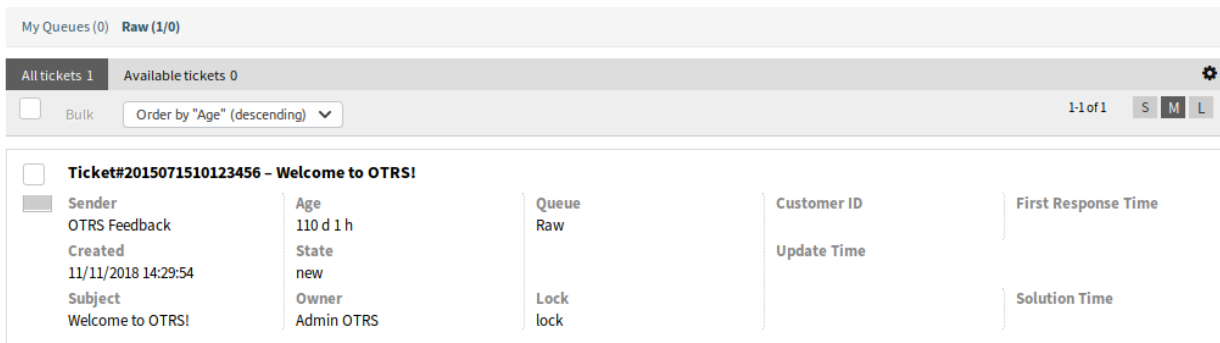 My Queues (0) Raw (1/0)
All tickets 1 Available tickets 0
Bulk Order by "Age" (descending) 1-1 of 1 S M L
Ticket#2015071510123456 – Welcome to OTRS!
Sender Age Queue Customer ID First Response Time
OTRS Feedback 110 d 1 h Raw
Created State Update Time
11/11/2018 14:29:54 new
Subject Owner Lock Solution Time
Welcome to OTRS! Admin OTRS lock